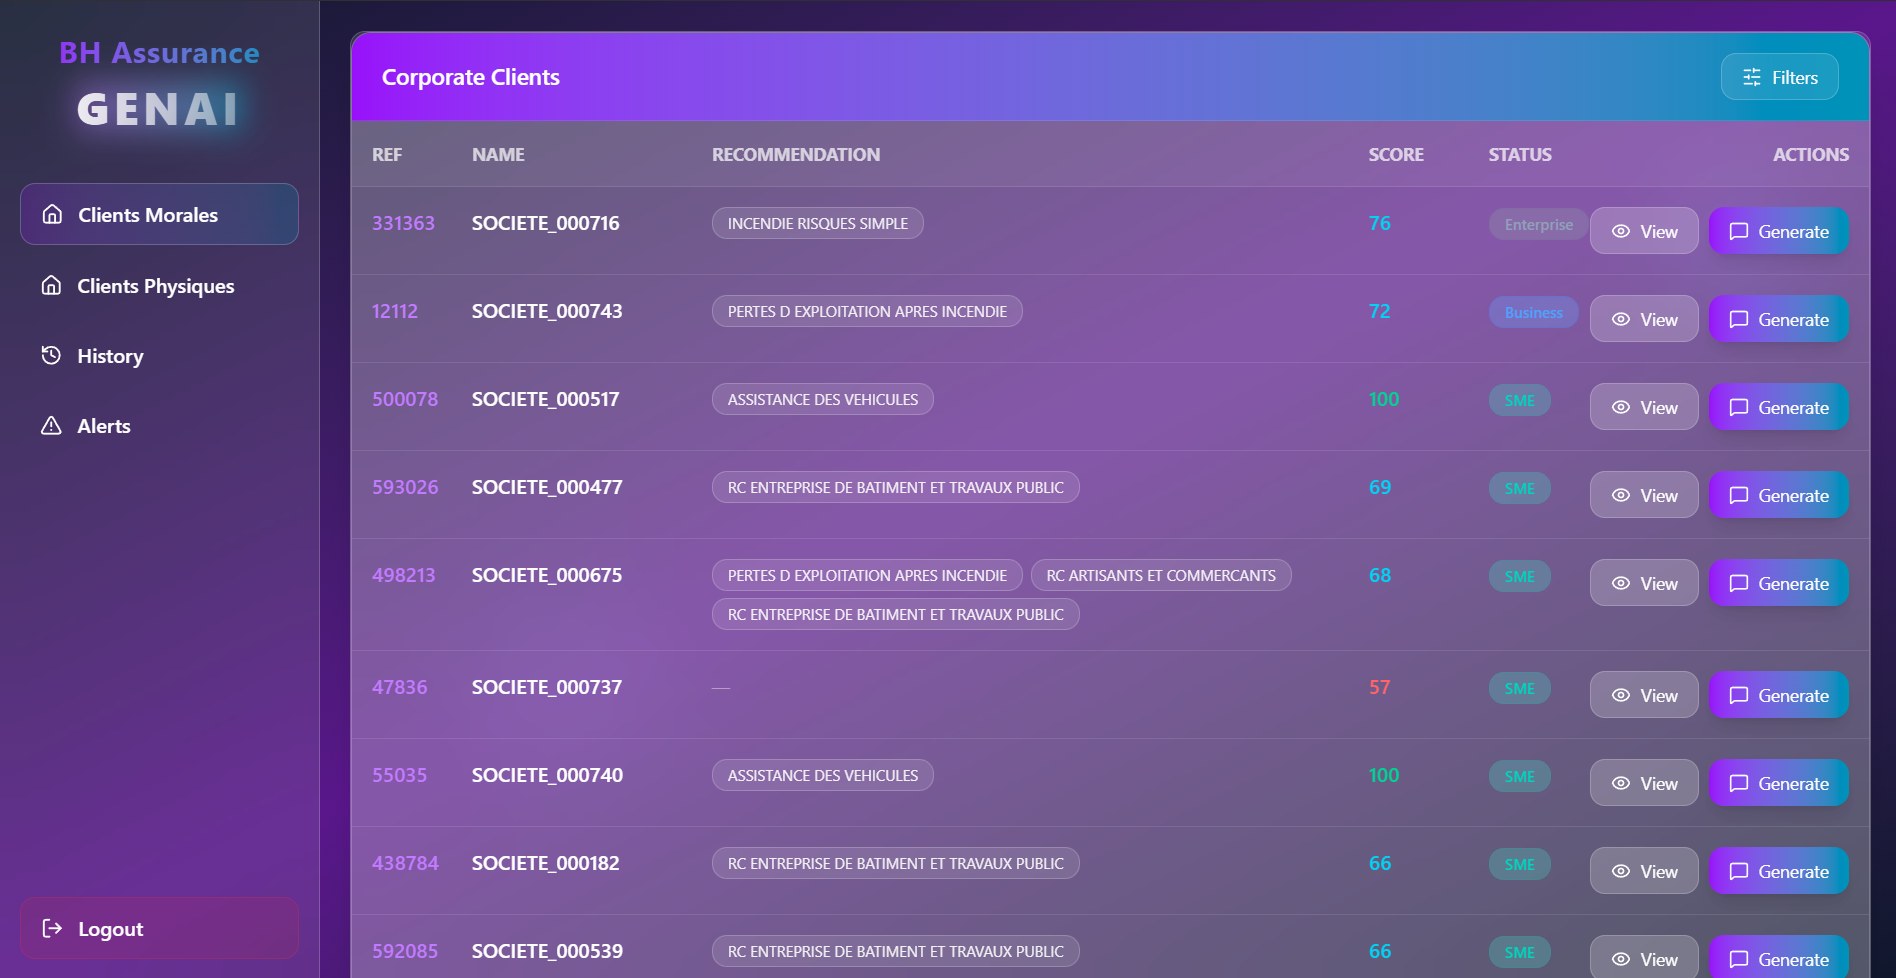 BH Assurance
GENAI
Clients Morales
Clients Physiques
History
Alerts
Logout
Corporate Clients
Filters
REF NAME RECOMMENDATION SCORE STATUS ACTIONS
331363 SOCIETE_000716 INCENDIE RISQUES SIMPLE 76 Enterprise View Generate
12112 SOCIETE_000743 PERTES D EXPLOITATION APRES INCENDIE 72 Business View Generate
500078 SOCIETE_000517 ASSISTANCE DES VEHICULES 100 SME View Generate
593026 SOCIETE_000477 RC ENTREPRISE DE BATIMENT ET TRAVAUX PUBLIC 69 SME View Generate
498213 SOCIETE_000675 PERTES D EXPLOITATION APRES INCENDIE RC ARTISANTS ET COMMERCANTS 68 SME View Generate
RC ENTREPRISE DE BATIMENT ET TRAVAUX PUBLIC
47836 SOCIETE_000737 — 57 SME View Generate
55035 SOCIETE_000740 ASSISTANCE DES VEHICULES 100 SME View Generate
438784 SOCIETE_000182 RC ENTREPRISE DE BATIMENT ET TRAVAUX PUBLIC 66 SME View Generate
592085 SOCIETE_000539 RC ENTREPRISE DE BATIMENT ET TRAVAUX PUBLIC 66 SME View Generate